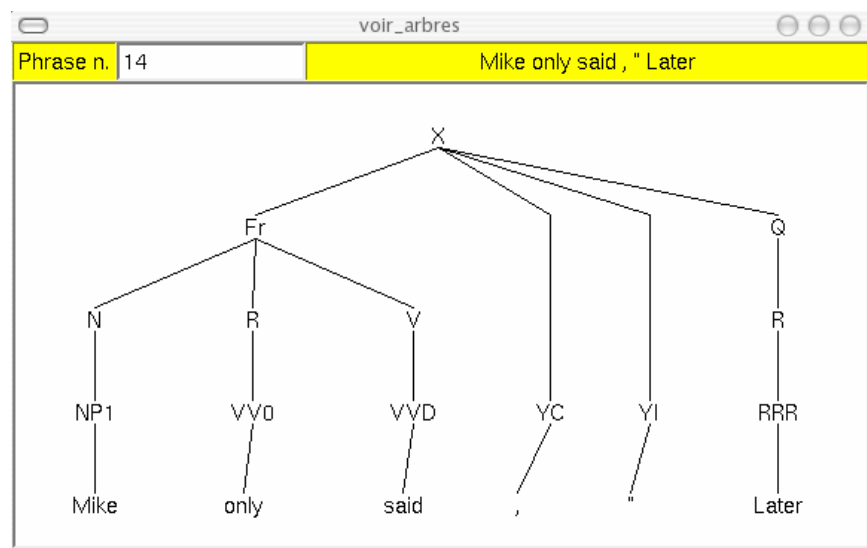 voir_arbres
Phrase n. 14 Mike only said , " Later
X
Fr Q
N R V R
NP1 VV0 VVD YC YI RRR
Mike only said , " Later